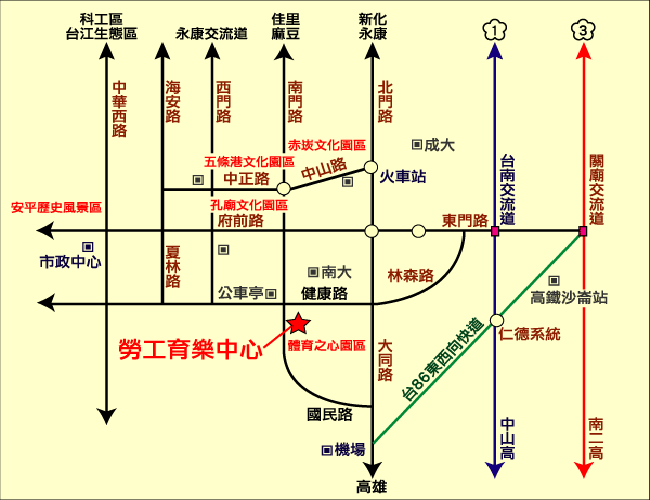 科工區
台江生態區
永康交流道
佳里
麻豆
新化
永康
1
3
中華西路
海安路
西門路
南門路
北門路
赤崁文化園區
成大
五條港文化園區
中正路
中山路
火車站
台南交流道
關廟交流道
安平歷史風景區
孔廟文化園區
府前路
東門路
市政中心
夏林路
南大
林森路
公車亭
健康路
高鐵沙崙站
勞工育樂中心
體育之心園區
大同路
台86東西向快道
仁德系統
國民路
中山高
南二高
機場
高雄